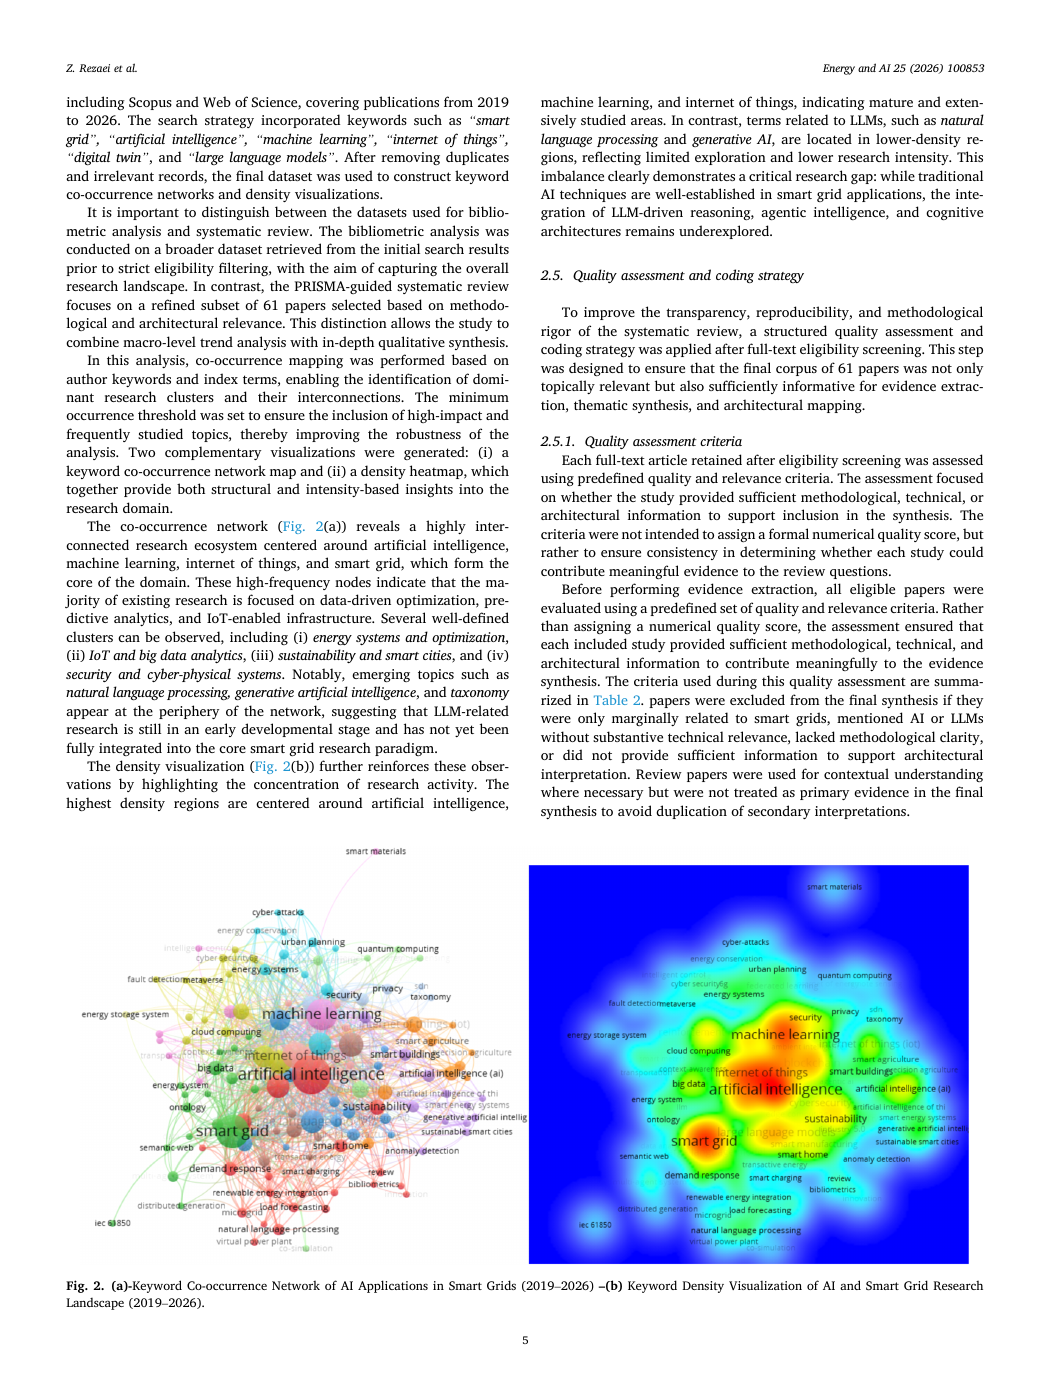 Z. Rezaei et al.
Energy and AI 25 (2026) 100853
including Scopus and Web of Science, covering publications from 2019
to 2026. The search strategy incorporated keywords such as “smart
grid”, “artificial intelligence”, “machine learning”, “internet of things”,
“digital twin”, and “large language models”. After removing duplicates
and irrelevant records, the final dataset was used to construct keyword
co-occurrence networks and density visualizations.
It is important to distinguish between the datasets used for biblio-
metric analysis and systematic review. The bibliometric analysis was
conducted on a broader dataset retrieved from the initial search results
prior to strict eligibility filtering, with the aim of capturing the overall
research landscape. In contrast, the PRISMA-guided systematic review
focuses on a refined subset of 61 papers selected based on methodo-
logical and architectural relevance. This distinction allows the study to
combine macro-level trend analysis with in-depth qualitative synthesis.
In this analysis, co-occurrence mapping was performed based on
author keywords and index terms, enabling the identification of domi-
nant research clusters and their interconnections. The minimum
occurrence threshold was set to ensure the inclusion of high-impact and
frequently studied topics, thereby improving the robustness of the
analysis. Two complementary visualizations were generated: (i) a
keyword co-occurrence network map and (ii) a density heatmap, which
together provide both structural and intensity-based insights into the
research domain.
The co-occurrence network (Fig. 2(a)) reveals a highly inter-
connected research ecosystem centered around artificial intelligence,
machine learning, internet of things, and smart grid, which form the
core of the domain. These high-frequency nodes indicate that the ma-
jority of existing research is focused on data-driven optimization, pre-
dictive analytics, and IoT-enabled infrastructure. Several well-defined
clusters can be observed, including (i) energy systems and optimization,
(ii) IoT and big data analytics, (iii) sustainability and smart cities, and (iv)
security and cyber-physical systems. Notably, emerging topics such as
natural language processing, generative artificial intelligence, and taxonomy
appear at the periphery of the network, suggesting that LLM-related
research is still in an early developmental stage and has not yet been
fully integrated into the core smart grid research paradigm.
The density visualization (Fig. 2(b)) further reinforces these obser-
vations by highlighting the concentration of research activity. The
highest density regions are centered around artificial intelligence,
machine learning, and internet of things, indicating mature and exten-
sively studied areas. In contrast, terms related to LLMs, such as natural
language processing and generative AI, are located in lower-density re-
gions, reflecting limited exploration and lower research intensity. This
imbalance clearly demonstrates a critical research gap: while traditional
AI techniques are well-established in smart grid applications, the inte-
gration of LLM-driven reasoning, agentic intelligence, and cognitive
architectures remains underexplored.
2.5. Quality assessment and coding strategy
To improve the transparency, reproducibility, and methodological
rigor of the systematic review, a structured quality assessment and
coding strategy was applied after full-text eligibility screening. This step
was designed to ensure that the final corpus of 61 papers was not only
topically relevant but also sufficiently informative for evidence extrac-
tion, thematic synthesis, and architectural mapping.
2.5.1. Quality assessment criteria
Each full-text article retained after eligibility screening was assessed
using predefined quality and relevance criteria. The assessment focused
on whether the study provided sufficient methodological, technical, or
architectural information to support inclusion in the synthesis. The
criteria were not intended to assign a formal numerical quality score, but
rather to ensure consistency in determining whether each study could
contribute meaningful evidence to the review questions.
Before performing evidence extraction, all eligible papers were
evaluated using a predefined set of quality and relevance criteria. Rather
than assigning a numerical quality score, the assessment ensured that
each included study provided sufficient methodological, technical, and
architectural information to contribute meaningfully to the evidence
synthesis. The criteria used during this quality assessment are summa-
rized in Table 2. papers were excluded from the final synthesis if they
were only marginally related to smart grids, mentioned AI or LLMs
without substantive technical relevance, lacked methodological clarity,
or did not provide sufficient information to support architectural
interpretation. Review papers were used for contextual understanding
where necessary but were not treated as primary evidence in the final
synthesis to avoid duplication of secondary interpretations.
smart materials
cyber-attacks
energy conservation
urban planning
quantum computing
cyber security
6g
energy systems
fault detection
metaverse
privacy
sdn
security
taxonomy
energy storage system
machine learning
cloud computing
smart agriculture
internet of things
smart buildings
big data
artificial intelligence
artificial intelligence (ai)
energy system
artificial intelligence of thi
ontology
sustainability
smart energy systems
generative artificial intellig
smart grid
sustainable smart cities
semantic web
smart home
anomaly detection
transactive energy
demand response
smart charging
review
bibliometrics
renewable energy integration
distributed generation
microgrid
load forecasting
iec 61850
natural language processing
virtual power plant
co-simulation
smart materials
cyber-attacks
energy conservation
urban planning
quantum computing
cyber security
6g
energy systems
fault detection
metaverse
privacy
sdn
security
taxonomy
energy storage system
machine learning
internet of things (iot)
cloud computing
smart agriculture
internet of things
smart buildings
big data
artificial intelligence
artificial intelligence (ai)
energy system
artificial intelligence of thi
ontology
sustainability
smart energy systems
generative artificial intelli
large language models
smart grid
sustainable smart cities
semantic web
smart home
anomaly detection
transactive energy
demand response
smart charging
review
bibliometrics
renewable energy integration
distributed generation
microgrid
load forecasting
iec 61850
natural language processing
virtual power plant
co-simulation
Fig. 2. (a)-Keyword Co-occurrence Network of AI Applications in Smart Grids (2019–2026) –(b) Keyword Density Visualization of AI and Smart Grid Research
Landscape (2019–2026).
5